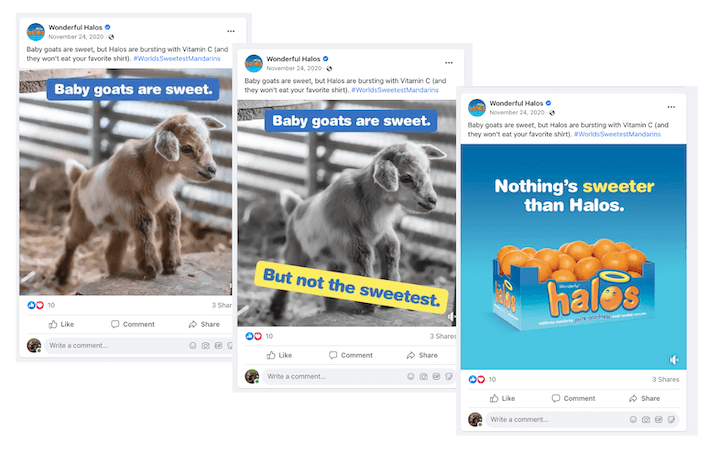 Wonderful Halos
November 24, 2020
Baby goats are sweet, but Halos are bursting with Vitamin C (and
they won't eat your favorite shirt). #WorldsSweetestMandarins
Baby goats are sweet.
10
3 Shar
Like Comment Share
Write a comment...
Wonderful Halos
November 24, 2020
Baby goats are sweet, but Halos are bursting with Vitamin C (and
they won't eat your favorite shirt). #WorldsSweetestMandarins
Baby goats are sweet.
But not the sweetest.
10
3 Shares
Like Comment Share
Write a comment...
Wonderful Halos
November 24, 2020
Baby goats are sweet, but Halos are bursting with Vitamin C (and
they won't eat your favorite shirt). #WorldsSweetestMandarins
Nothing's sweeter
than Halos.
Wonderful
halos
pure goodness
10
3 Shares
Like Comment Share
Write a comment...